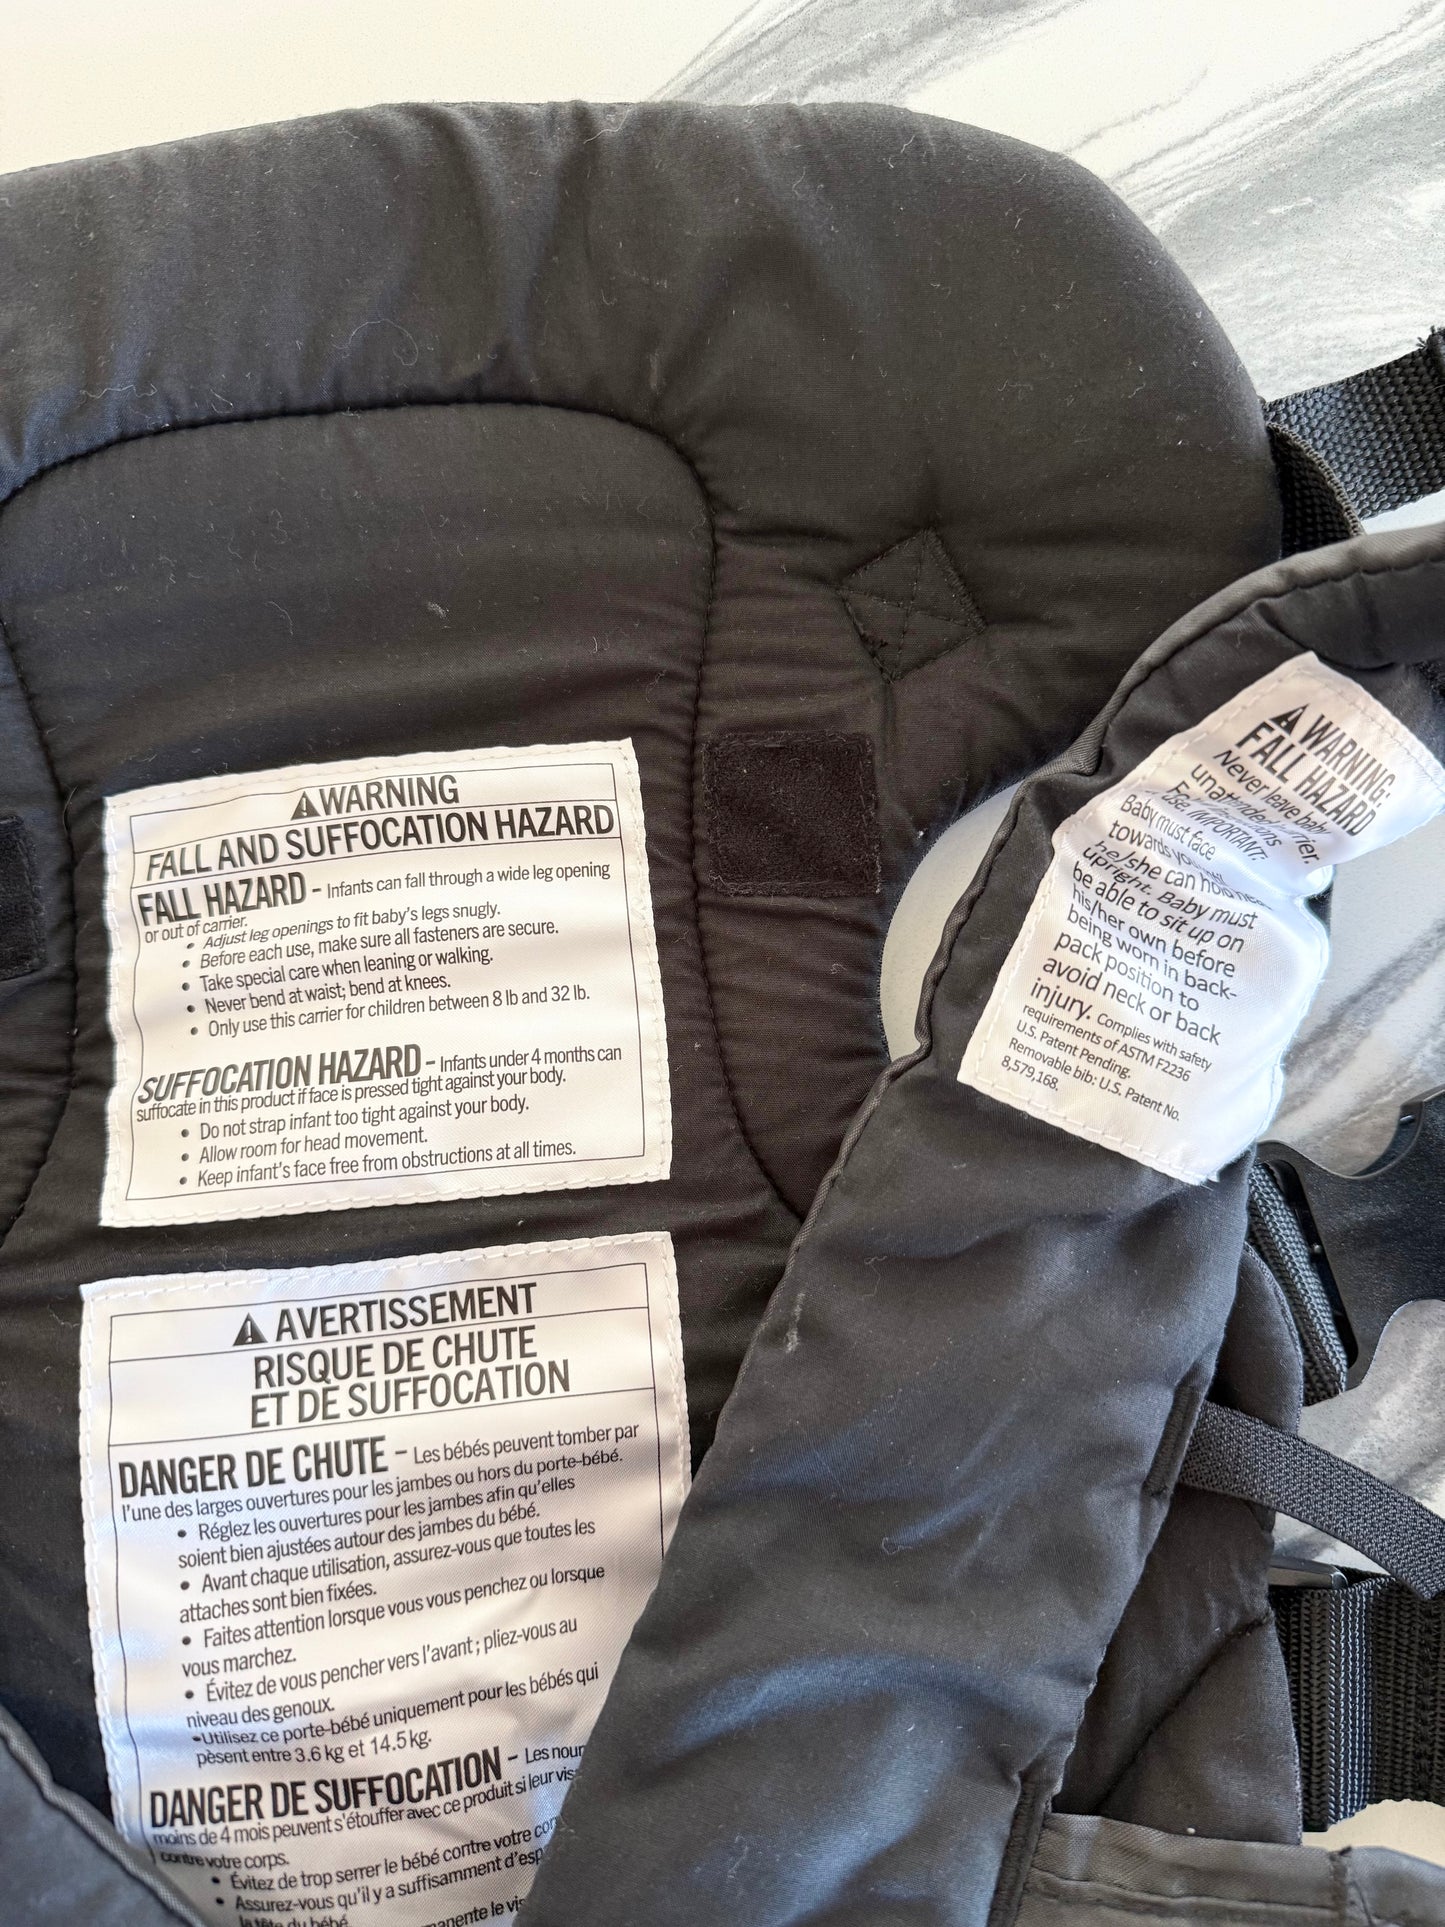 WARNING
FALL AND SUFFOCATION HAZARD
FALL HAZARD – Infants can fall through a wide leg opening
or out of carrier.
• Adjust leg openings to fit baby's legs snugly.
• Before each use, make sure all fasteners are secure.
• Take special care when leaning or walking.
• Never bend at waist; bend at knees.
• Only use this carrier for children between 8 lb and 32 lb.
SUFFOCATION HAZARD – Infants under 4 months can
suffocate in this product if face is pressed tight against your body.
• Do not strap infant too tight against your body.
• Allow room for head movement.
• Keep infant's face free from obstructions at all times.
AVERTISSEMENT
RISQUE DE CHUTE
ET DE SUFFOCATION
DANGER DE CHUTE – Les bébés peuvent tomber par
l'une des larges ouvertures pour les jambes ou hors du porte-bébé.
• Réglez les ouvertures pour les jambes afin qu'elles
soient bien ajustées autour des jambes du bébé.
• Avant chaque utilisation, assurez-vous que toutes les
attaches sont bien fixées.
• Faites attention lorsque vous vous penchez ou lorsque
vous marchez.
• Évitez de vous pencher vers l'avant ; pliez-vous au
niveau des genoux.
•Utilisez ce porte-bébé uniquement pour les bébés qui
pèsent entre 3.6 kg et 14.5 kg.
DANGER DE SUFFOCATION – Les
moins de 4 mois peuvent s'étouffer avec ce produit si leur
contre votre corps.
• Évitez de trop serrer le bébé contre votre
• Assurez-vous qu'il y a suffisamment
la tête du bébé.
le
WARNING:
FALL HAZARD
Never leave baby
IMPORTANT:
Baby must face
towards
he/she can
upright. Baby must
be able to sit up on
his/her own before
being worn in back-
pack position to
avoid neck or back
injury. Complies with safety
requirements of ASTM F2236
U.S. Patent Pending.
Removable bib: U.S. Patent No.
8,579,168.